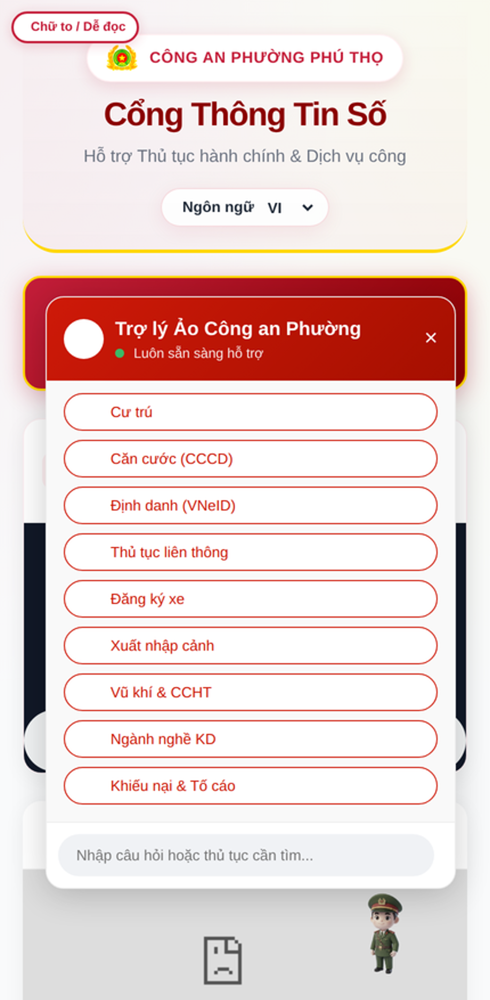 Chữ to / Dễ đọc
CÔNG AN PHƯỜNG PHÚ THỌ
Cổng Thông Tin Số
Hỗ trợ Thủ tục hành chính & Dịch vụ công
Ngôn ngữ VI
Trợ lý Ảo Công an Phường
Luôn sẵn sàng hỗ trợ
Cư trú
Căn cước (CCCD)
Định danh (VNeID)
Thủ tục liên thông
Đăng ký xe
Xuất nhập cảnh
Vũ khí & CCHT
Ngành nghề KD
Khiếu nại & Tố cáo
Nhập câu hỏi hoặc thủ tục cần tìm...